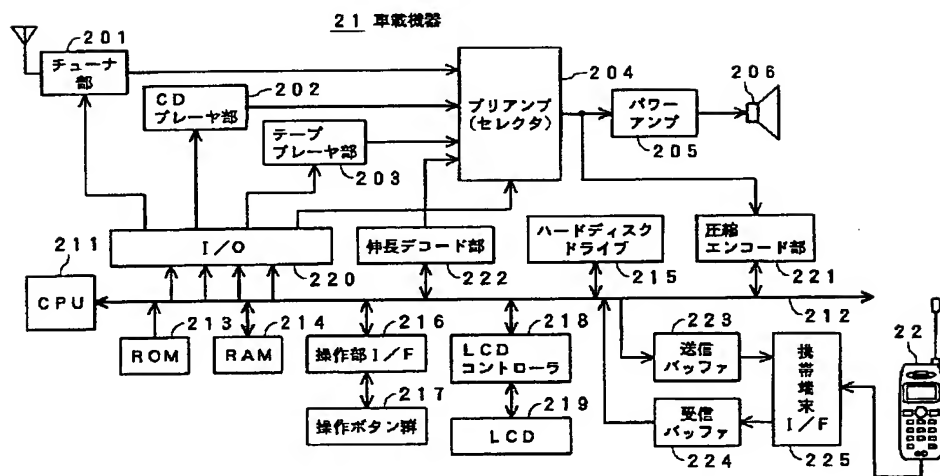 21 車載機器
201
チューナ部
202
CD
プレーヤ部
テープ
プレーヤ部
203
プリアンプ
(セレクタ)
204
パワー
アンプ
205
206
211
CPU
I/O
220
伸長デコード部
222
ハードディスク
ドライブ
215
圧縮
エンコード部
221
212
ROM
213
RAM
214
216
操作部I/F
217
操作ボタン群
218
LCD
コントローラ
219
LCD
223
送信
バッファ
受信
バッファ
224
携帯端末I/F
225
22